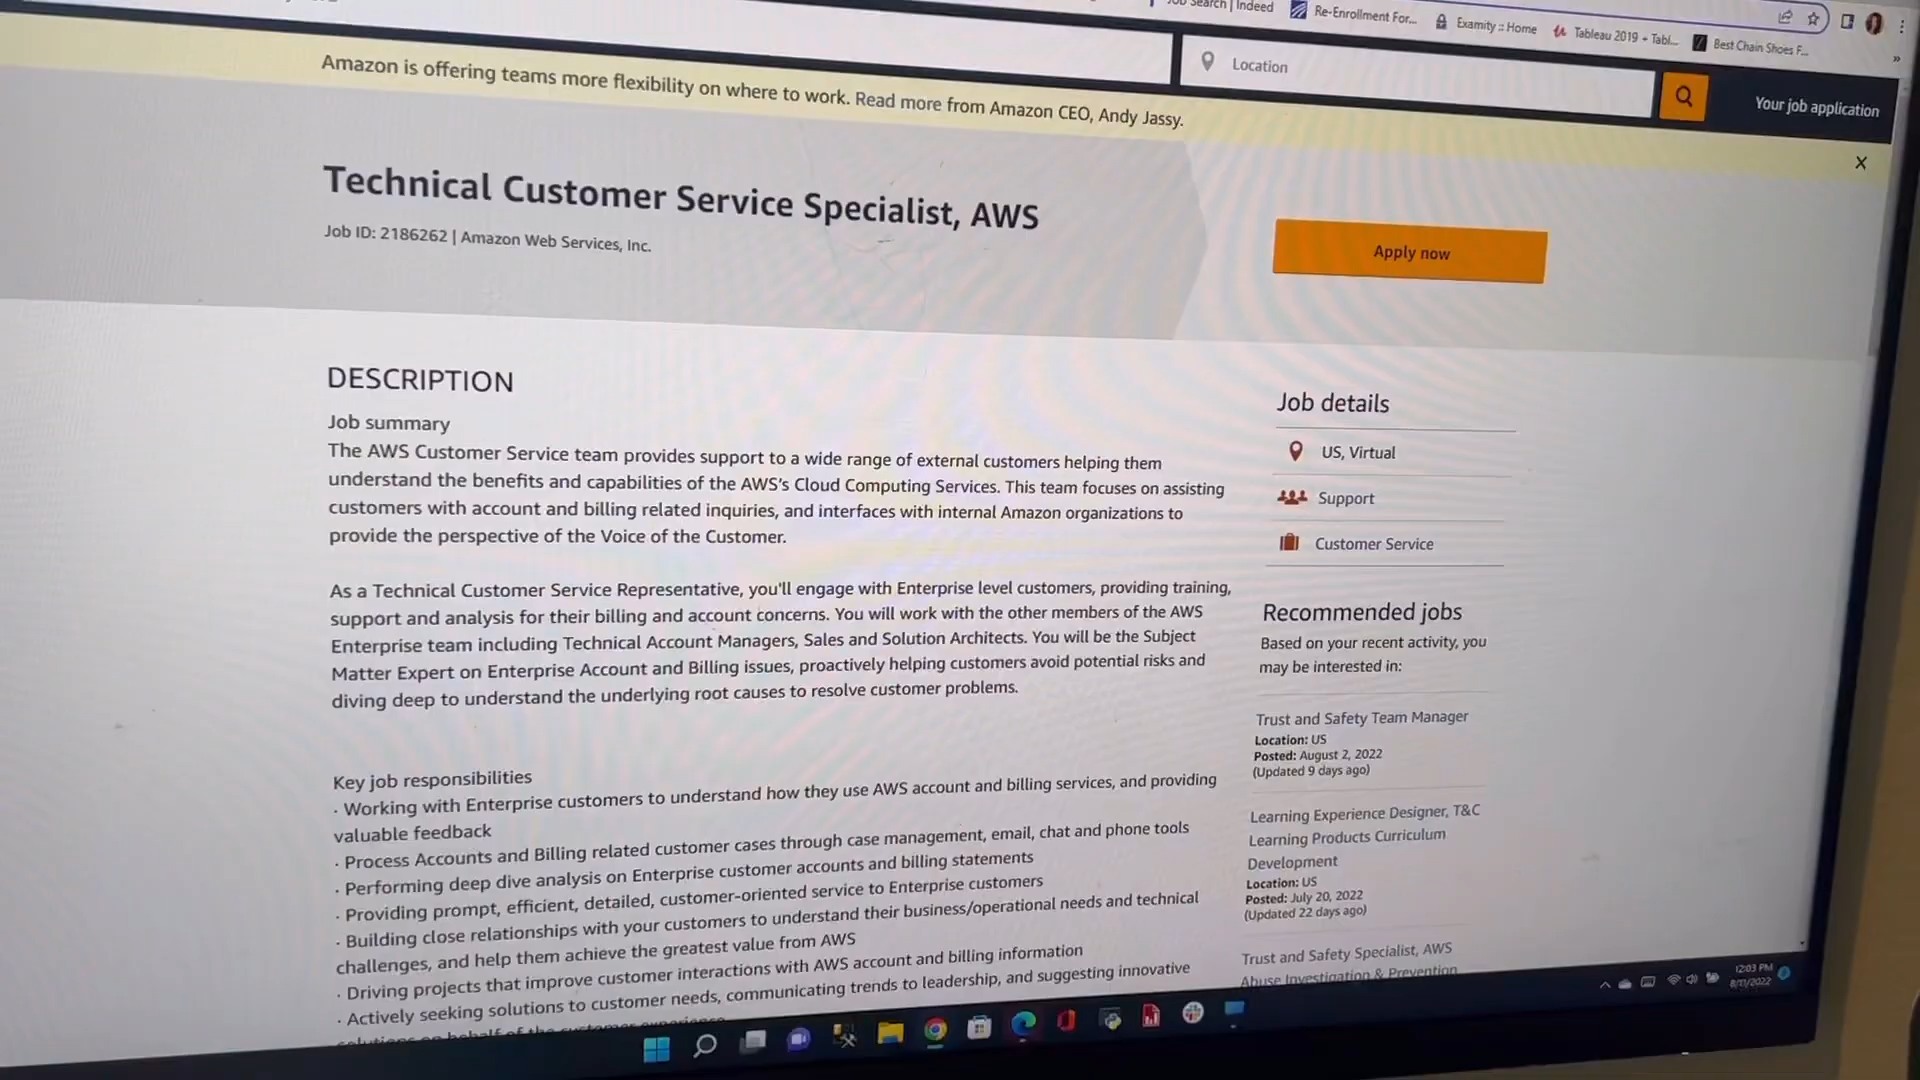 Search | Indeed
Re-Enrollment For...
Examity :: Home
Tableau 2019 + Tabl...
Best Chain Shoes F...
»
Location
Your job application
Amazon is offering teams more flexibility on where to work. Read more from Amazon CEO, Andy Jassy.
X
Technical Customer Service Specialist, AWS
Job ID: 2186262 | Amazon Web Services, Inc.
Apply now
DESCRIPTION
Job summary
The AWS Customer Service team provides support to a wide range of external customers helping them
understand the benefits and capabilities of the AWS's Cloud Computing Services. This team focuses on assisting
customers with account and billing related inquiries, and interfaces with internal Amazon organizations to
provide the perspective of the Voice of the Customer.
As a Technical Customer Service Representative, you'll engage with Enterprise level customers, providing training,
support and analysis for their billing and account concerns. You will work with the other members of the AWS
Enterprise team including Technical Account Managers, Sales and Solution Architects. You will be the Subject
Matter Expert on Enterprise Account and Billing issues, proactively helping customers avoid potential risks and
diving deep to understand the underlying root causes to resolve customer problems.
Key job responsibilities
· Working with Enterprise customers to understand how they use AWS account and billing services, and providing
valuable feedback
· Process Accounts and Billing related customer cases through case management, email, chat and phone tools
· Performing deep dive analysis on Enterprise customer accounts and billing statements
· Providing prompt, efficient, detailed, customer-oriented service to Enterprise customers
· Building close relationships with your customers to understand their business/operational needs and technical
challenges, and help them achieve the greatest value from AWS
· Driving projects that improve customer interactions with AWS account and billing information
· Actively seeking solutions to customer needs, communicating trends to leadership, and suggesting innovative
solutions on behalf of the customer experience
Job details
US, Virtual
Support
Customer Service
Recommended jobs
Based on your recent activity, you
may be interested in:
Trust and Safety Team Manager
Location: US
Posted: August 2, 2022
(Updated 9 days ago)
Learning Experience Designer, T&C
Learning Products Curriculum
Development
Location: US
Posted: July 20, 2022
(Updated 22 days ago)
Trust and Safety Specialist, AWS
Abuse Investigation & Prevention
12:03 PM
8/11/2022